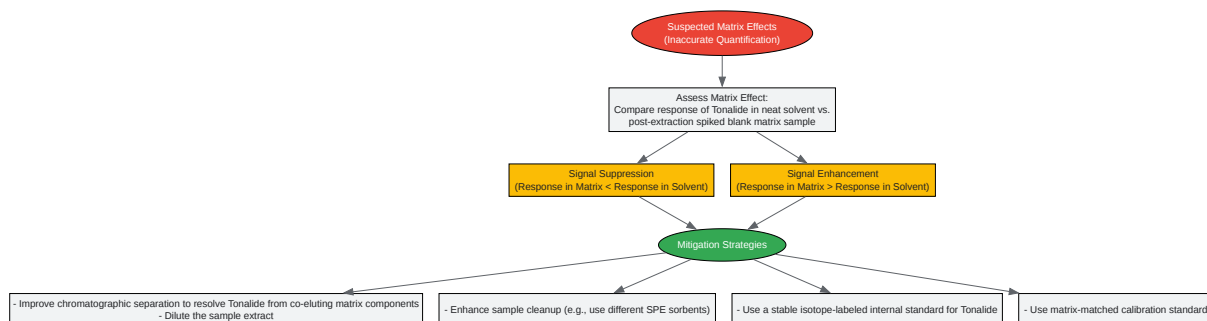 Suspected Matrix Effects
(Inaccurate Quantification)
Assess Matrix Effect:
Compare response of Tonalide in neat solvent vs.
post-extraction spiked blank matrix sample
Signal Suppression
(Response in Matrix < Response in Solvent)
Signal Enhancement
(Response in Matrix > Response in Solvent)
Mitigation Strategies
- Improve chromatographic separation to resolve Tonalide from co-eluting matrix components
- Dilute the sample extract
- Enhance sample cleanup (e.g., use different SPE sorbents)
- Use a stable isotope-labeled internal standard for Tonalide
- Use matrix-matched calibration standard